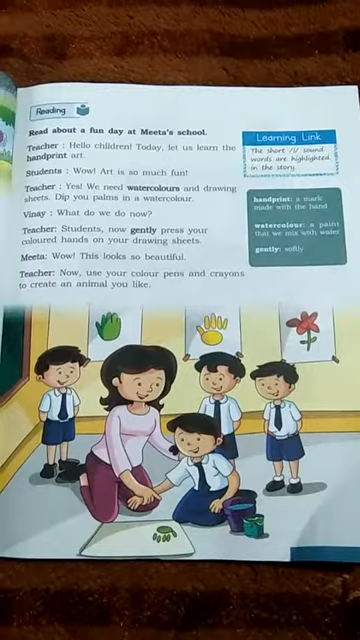 Reading
Read about a fun day at Meeta's school.
Teacher : Hello children! Today, let us learn the
handprint art.
Students : Wow! Art is so much fun!
Teacher : Yes! We need watercolours and drawing
sheets. Dip you palms in a watercolour.
Vinay : What do we do now?
Teacher: Students, now gently press your
coloured hands on your drawing sheets.
Meeta: Wow! This looks so beautiful.
Teacher: Now, use your colour pens and crayons
to create an animal you like.
Learning Link
The short /i/ sound
words are highlighted
in the story.
handprint: a mark
made with the hand
watercolour: a paint
that we mix with water
gently: softly